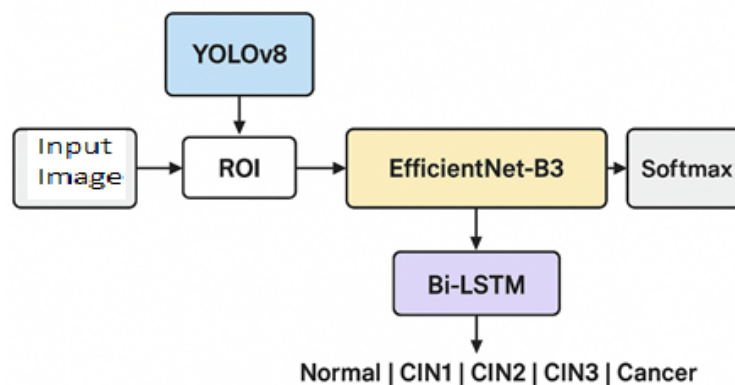 YOLOv8
Input
Image
ROI
EfficientNet-B3
Softmax
Bi-LSTM
Normal | CIN1 | CIN2 | CIN3 | Cancer